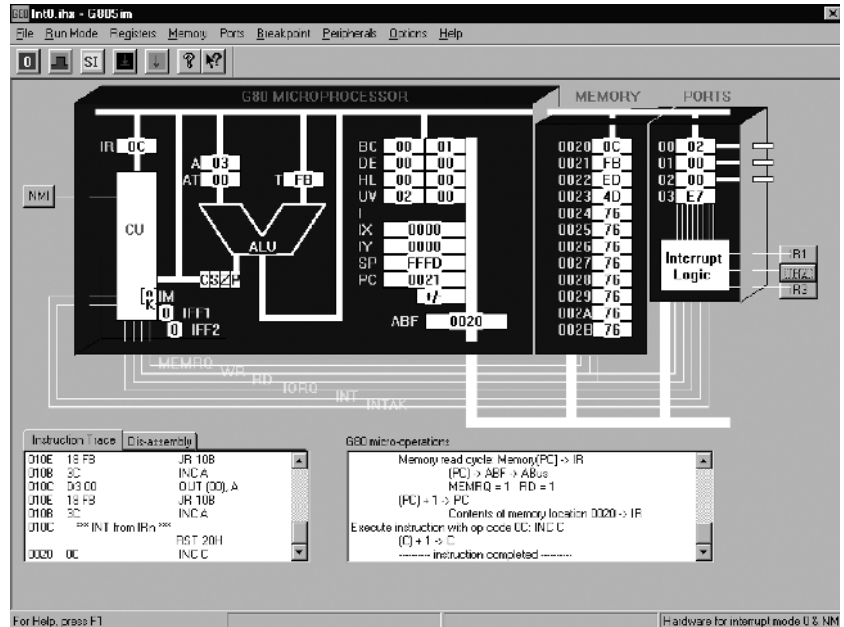 Int0.ihx - G80Sim
File Run Mode Registers Memory Ports Breakpoint Peripherals Options Help
0 SI
G80 MICROPROCESSOR MEMORY PORTS
IR 0C
A 03
AT 00 T FB
BC 00 01
DE 00 00
HL 00 00
UV 02 00
I
IX 0000
IY 0000
SP FFFD
PC 0021
+/-
ABF 0020
NMI
CU
ALU
CSZP
IM
0 IFF1
0 IFF2
0020 0C
0021 FB
0022 ED
0023 4D
0024 76
0025 76
0026 76
0027 76
0028 76
0029 76
002A 76
002B 76
00 02
01 00
02 00
03 E7
Interrupt
Logic
IR1
IR2
IR3
MEMRQ WR RD IORQ INT INTAK
Instruction Trace Dis-assembly
010E 18 FB JR 10B
010B 3C INC A
010C D3 00 OUT (00), A
010E 18 FB JR 10B
010B 3C INC A
010C *** INT from IRn ***
RST 20H
0020 0C INC C
G80 micro-operations
Memory read cycle: Memory(PC) -> IR
(PC) -> ABF -> ABus
MEMRQ = 1 RD = 1
(PC) + 1 -> PC
Contents of memory location 0020 -> IR
Execute instruction with op code 0C: INC C
(C) + 1 -> C
---------- instruction completed ----------
For Help, press F1
Hardware for interrupt mode 0 & NM